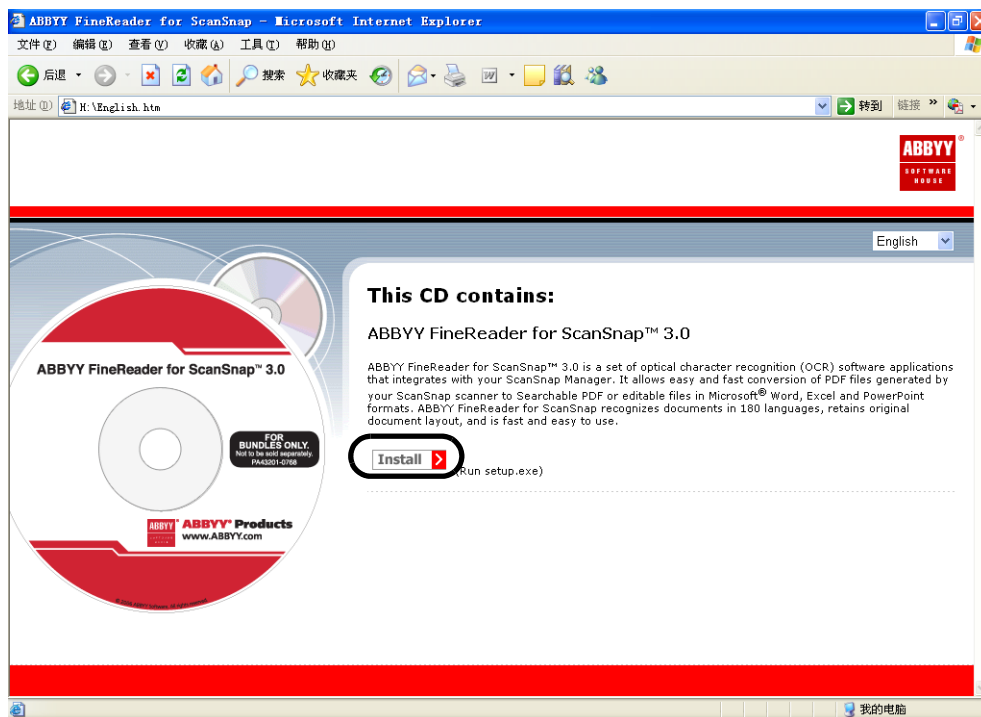 ABBYY FineReader for ScanSnap - Microsoft Internet Explorer
文件(F) 编辑(E) 查看(V) 收藏(A) 工具(T) 帮助(H)
后退 搜索 收藏夹
地址(D) H:\English.htm 转到 链接 »
ABBYY®
SOFTWARE
HOUSE
English
This CD contains:
ABBYY FineReader for ScanSnap™ 3.0
ABBYY FineReader for ScanSnap™ 3.0 is a set of optical character recognition (OCR) software applications
that integrates with your ScanSnap Manager. It allows easy and fast conversion of PDF files generated by
your ScanSnap scanner to Searchable PDF or editable files in Microsoft® Word, Excel and PowerPoint
formats. ABBYY FineReader for ScanSnap recognizes documents in 180 languages, retains original
document layout, and is fast and easy to use.
Install
(Run setup.exe)
ABBYY FineReader for ScanSnap™ 3.0
FOR
BUNDLES ONLY.
Not to be sold separately.
PA43201-0768
ABBYY
ABBYY® Products
www.ABBYY.com
我的电脑